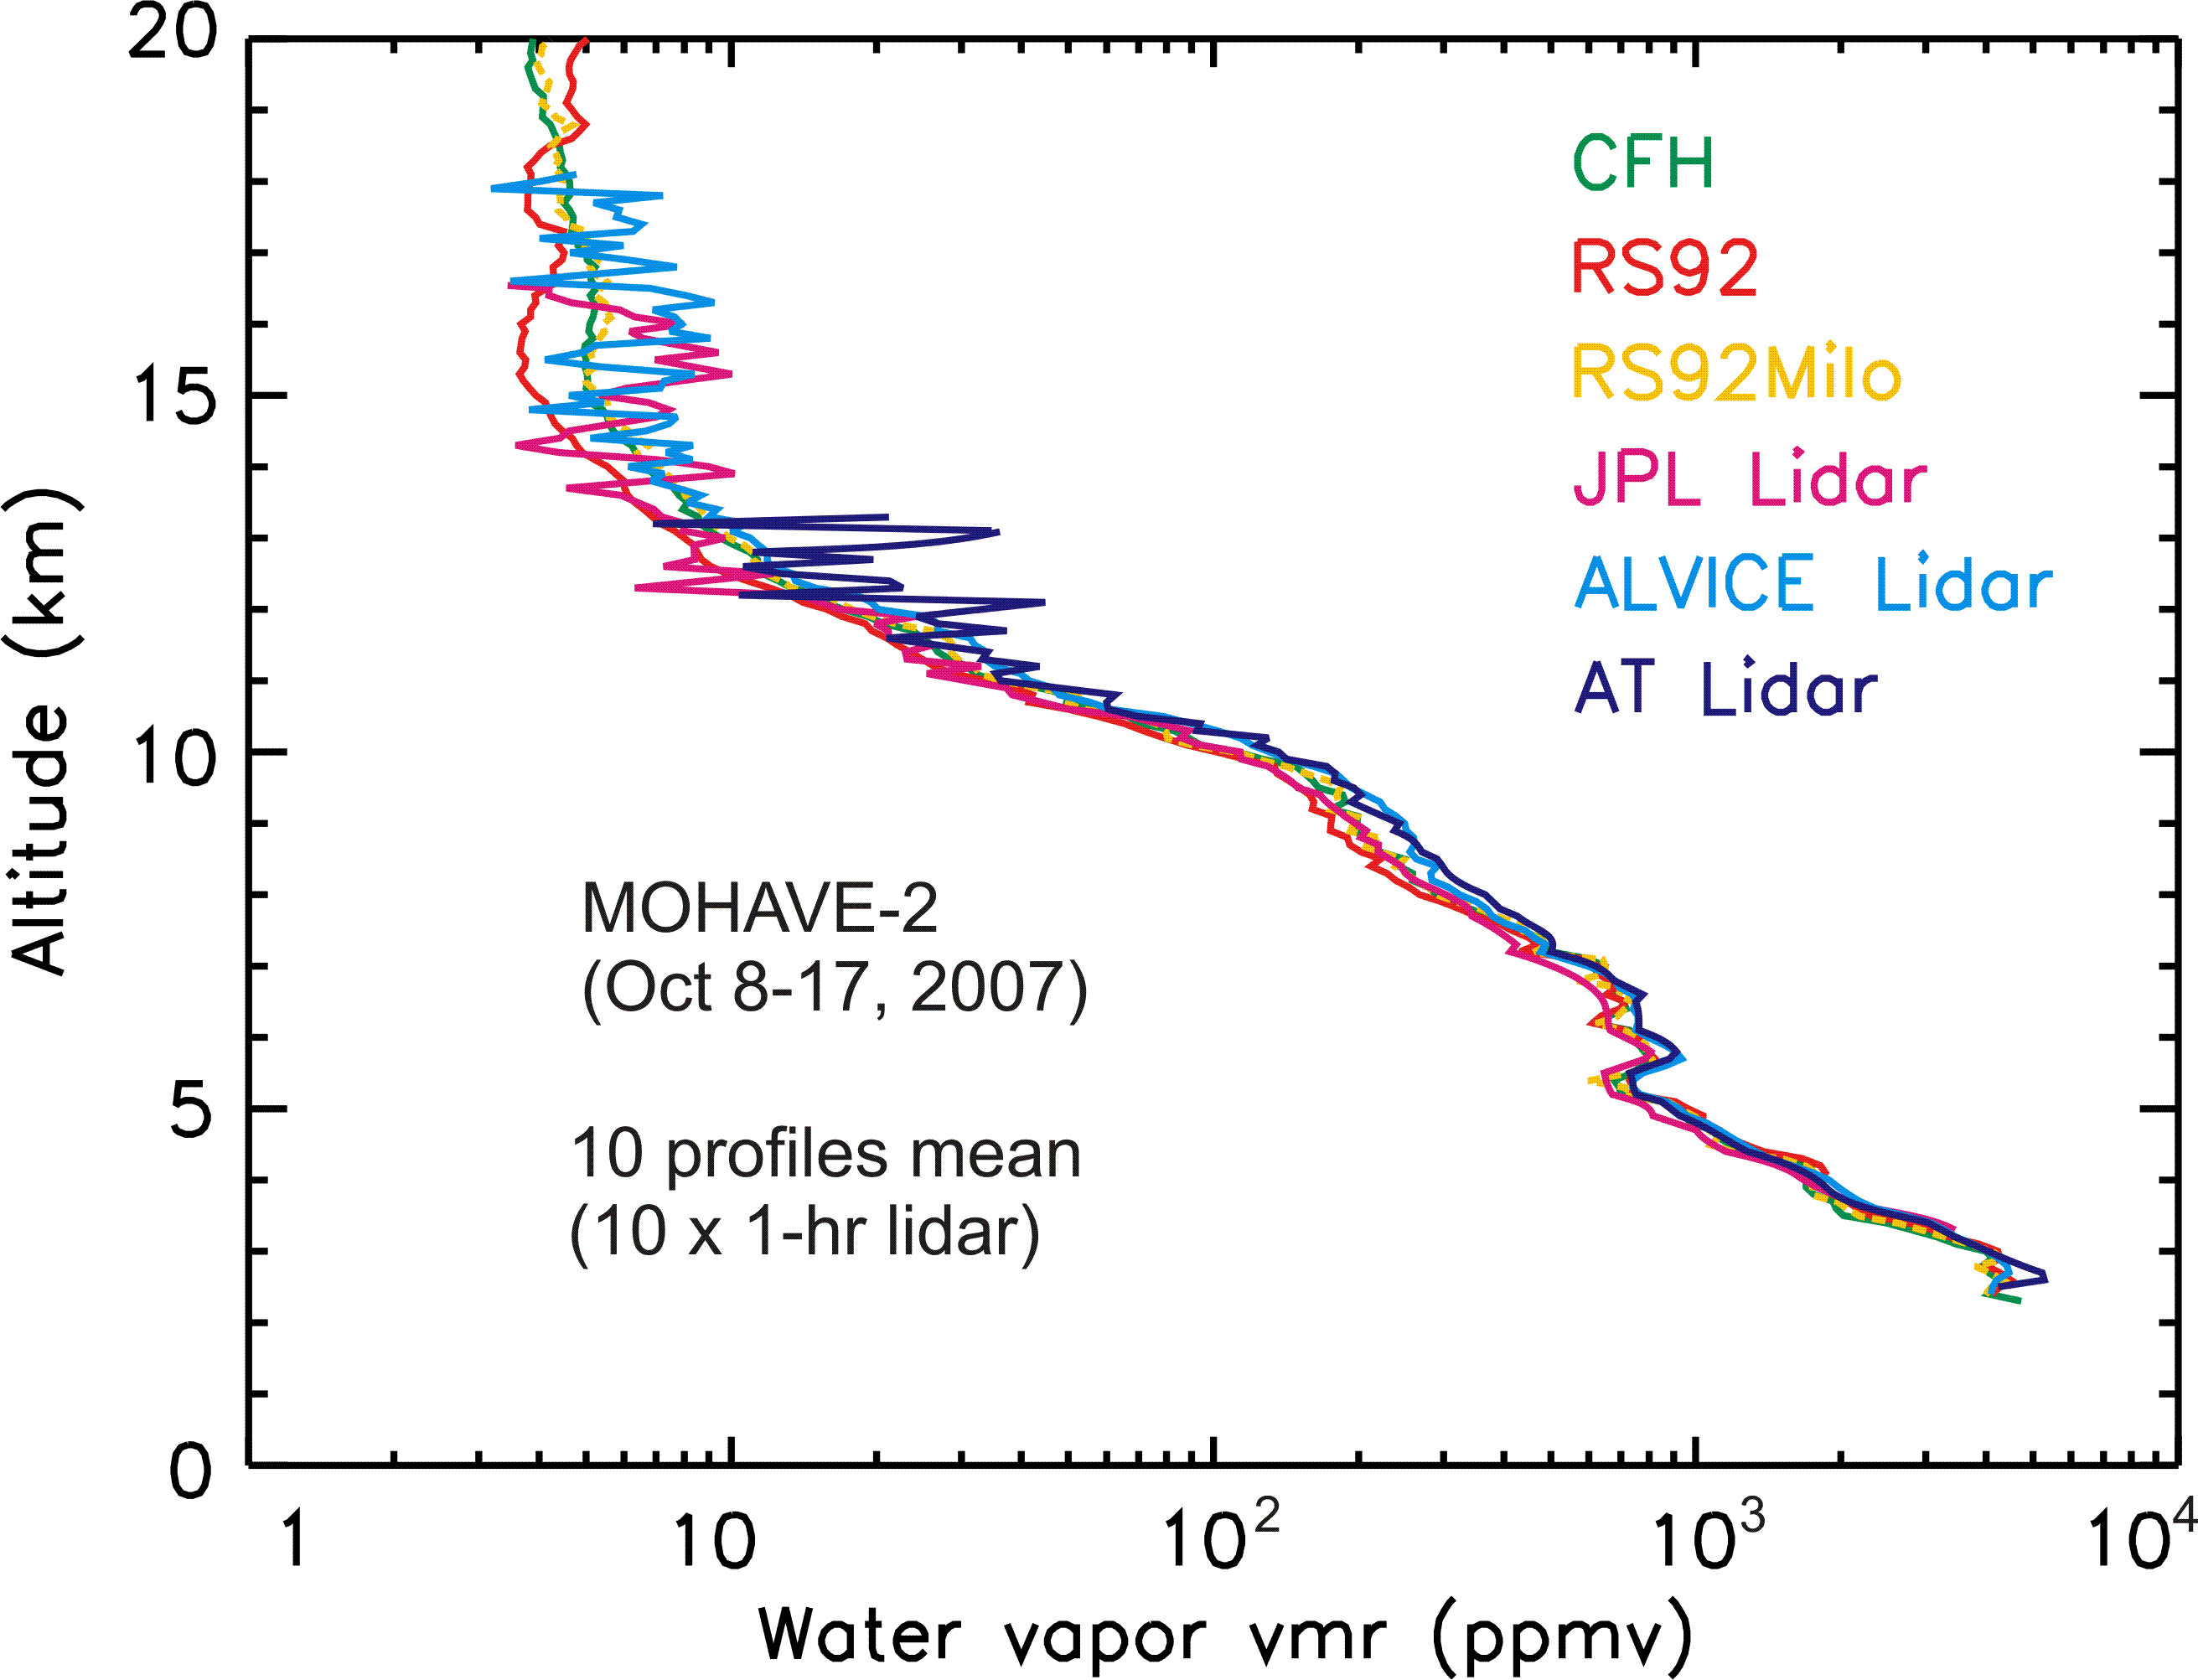 20
15
10
5
0
Altitude (km)
CFH
RS92
RS92Milo
JPL Lidar
ALVICE Lidar
AT Lidar
MOHAVE-2
(Oct 8-17, 2007)
10 profiles mean
(10 x 1-hr lidar)
1 10 10² 10³ 10⁴
Water vapor vmr (ppmv)